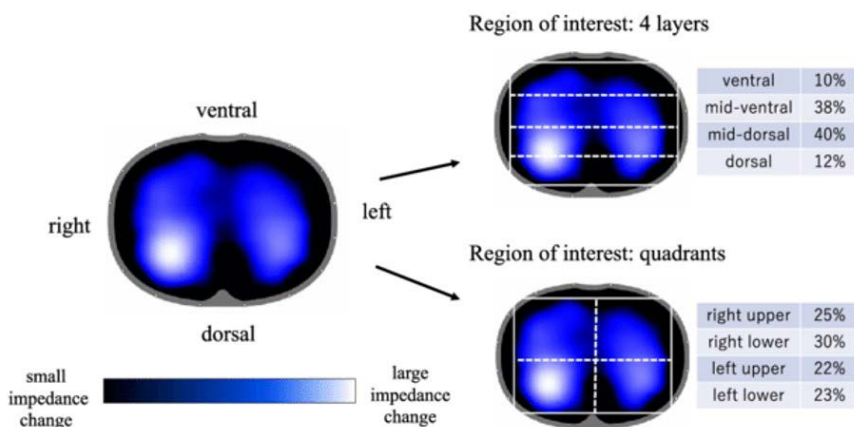 Region of interest: 4 layers
ventral 10%
mid-ventral 38%
mid-dorsal 40%
dorsal 12%
ventral
right
left
dorsal
Region of interest: quadrants
right upper 25%
right lower 30%
left upper 22%
left lower 23%
small
impedance
change
large
impedance
change